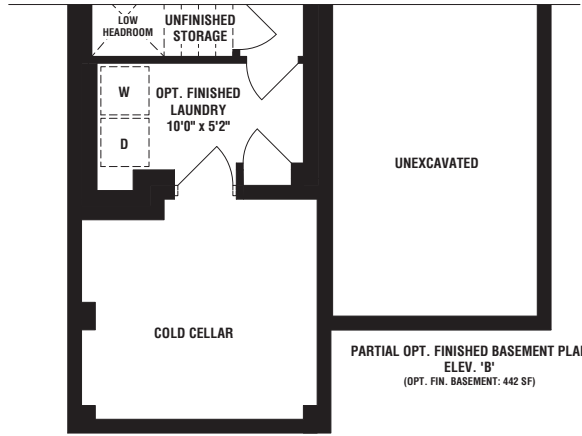 LOW
HEADROOM
UNFINISHED
STORAGE
W
OPT. FINISHED
LAUNDRY
10'0" x 5'2"
D
UNEXCAVATED
COLD CELLAR
PARTIAL OPT. FINISHED BASEMENT PLA
ELEV. 'B'
(OPT. FIN. BASEMENT: 442 SF)